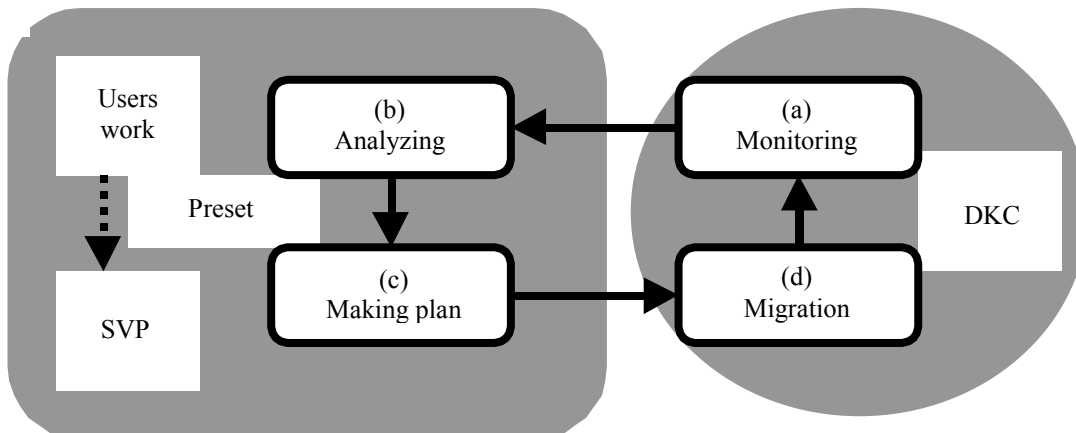 Users
work
(b)
Analyzing
(a)
Monitoring
Preset
DKC
(c)
Making plan
(d)
Migration
SVP